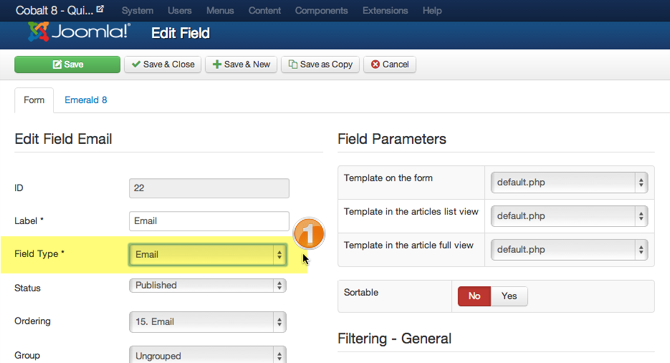 Cobalt 8 - Qui... System Users Menus Content Components Extensions Help
Joomla!® Edit Field
Save Save & Close Save & New Save as Copy Cancel
Form Emerald 8
Edit Field Email
ID 22
Label * Email
1
Field Type * Email
Status Published
Ordering 15. Email
Group Ungrouped
Field Parameters
Template on the form default.php
Template in the articles list view default.php
Template in the article full view default.php
Sortable No Yes
Filtering - General